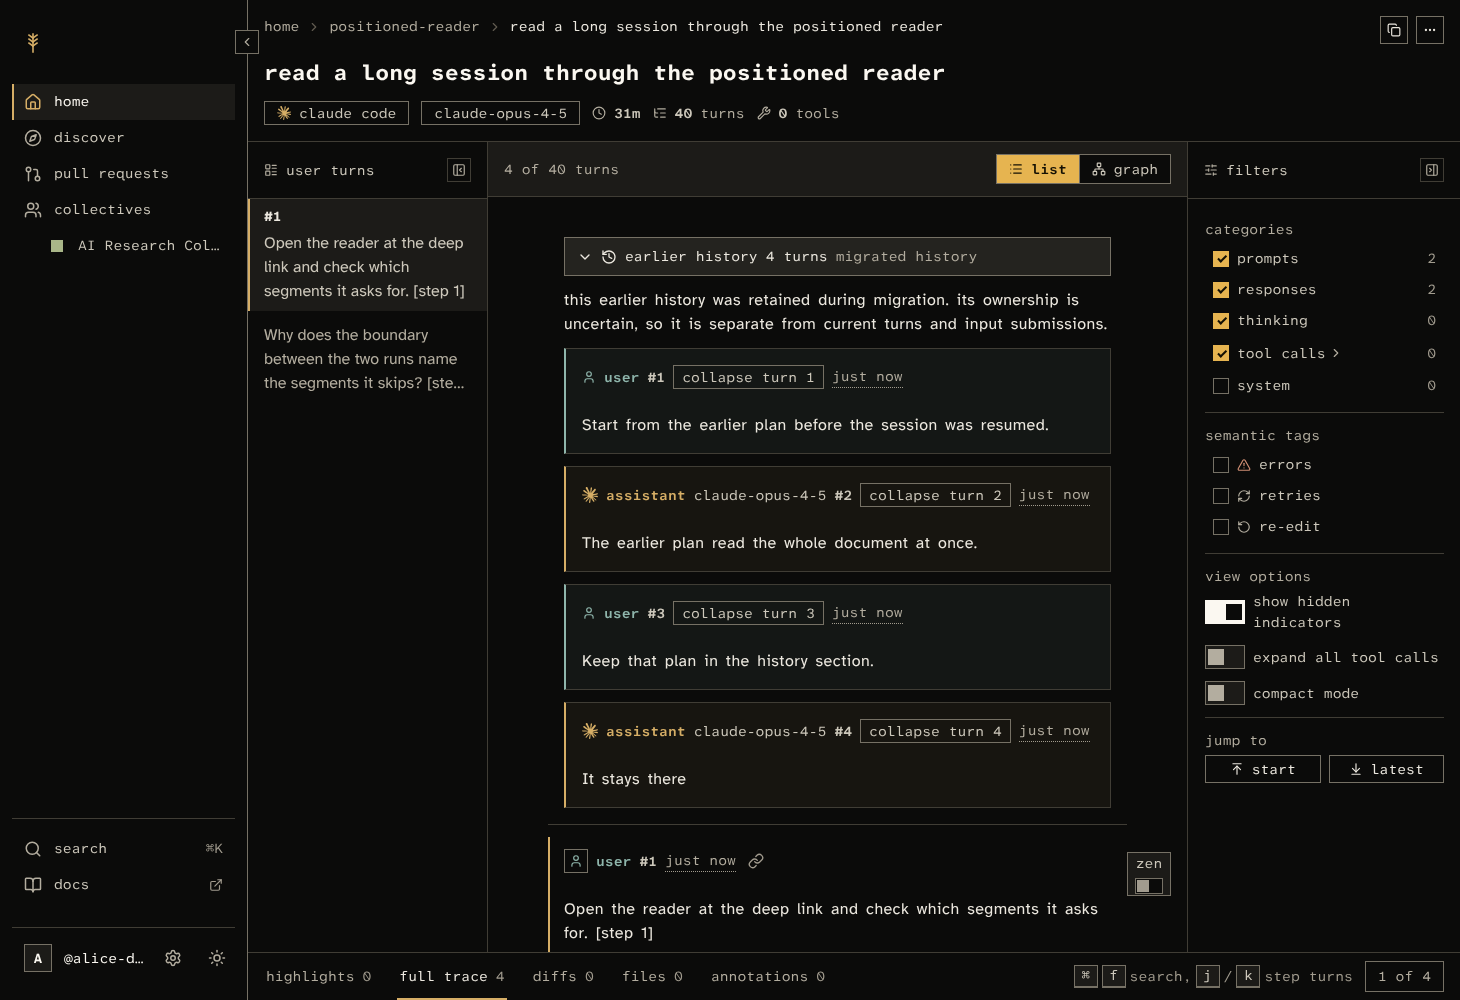 home
discover
pull requests
collectives
AI Research Col…
search ⌘K
docs
A @alice-d…
home > positioned-reader > read a long session through the positioned reader
read a long session through the positioned reader
claude code claude-opus-4-5 31m 40 turns 0 tools
user turns
#1
Open the reader at the deep
link and check which
segments it asks for. [step 1]
Why does the boundary
between the two runs name
the segments it skips? [ste…
4 of 40 turns list graph
earlier history 4 turns migrated history
this earlier history was retained during migration. its ownership is
uncertain, so it is separate from current turns and input submissions.
user #1 collapse turn 1 just now
Start from the earlier plan before the session was resumed.
assistant claude-opus-4-5 #2 collapse turn 2 just now
The earlier plan read the whole document at once.
user #3 collapse turn 3 just now
Keep that plan in the history section.
assistant claude-opus-4-5 #4 collapse turn 4 just now
It stays there
user #1 just now
zen
Open the reader at the deep link and check which segments it asks
for. [step 1]
filters
categories
prompts 2
responses 2
thinking 0
tool calls > 0
system 0
semantic tags
errors
retries
re-edit
view options
show hidden
indicators
expand all tool calls
compact mode
jump to
start latest
highlights 0 full trace 4 diffs 0 files 0 annotations 0 ⌘ f search, j / k step turns 1 of 4